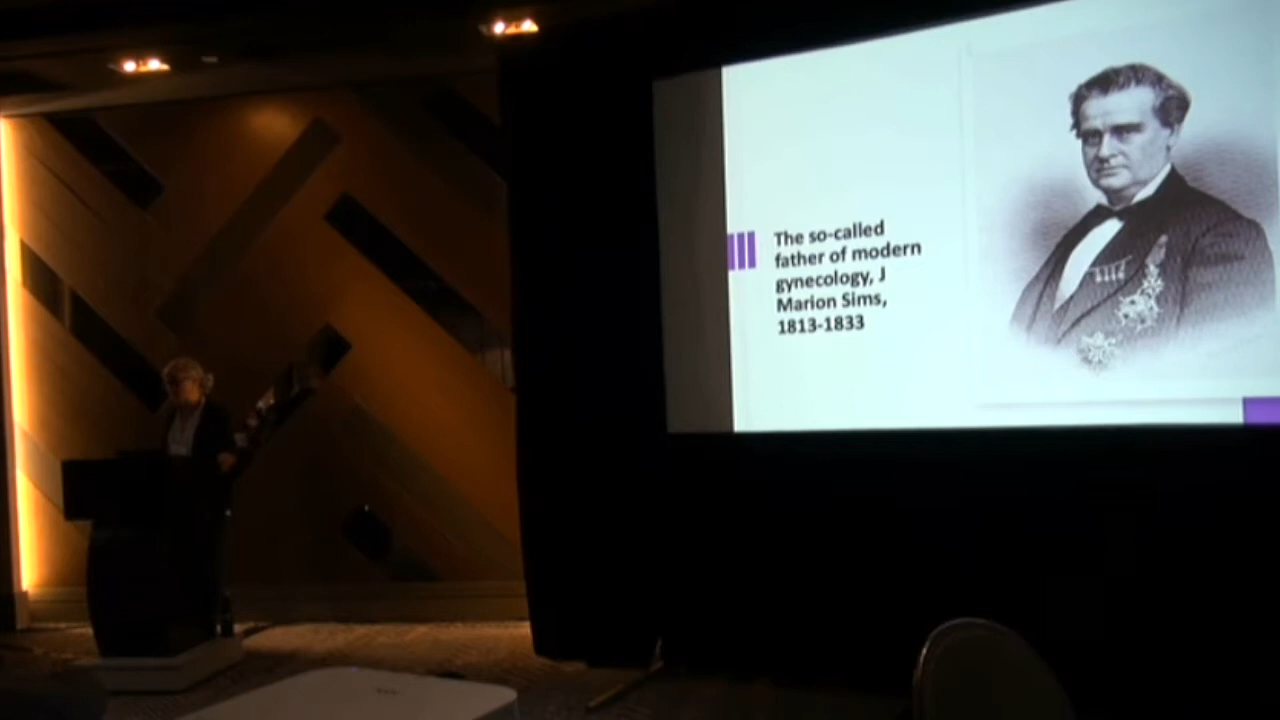 The so-called
father of modern
gynecology, J
Marion Sims,
1813-1833